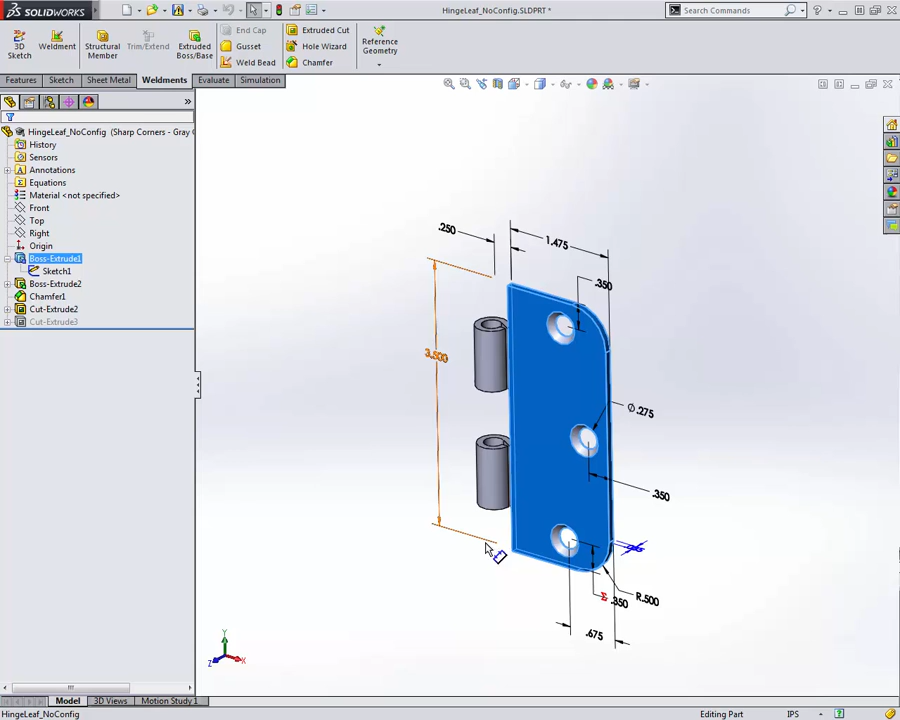 SOLIDWORKS
HingeLeaf_NoConfig.SLDPRT *
Search Commands
3D Sketch
Weldment
Structural Member
Trim/Extend
Extruded Boss/Base
End Cap
Gusset
Weld Bead
Extruded Cut
Hole Wizard
Chamfer
Reference Geometry
Features
Sketch
Sheet Metal
Weldments
Evaluate
Simulation
HingeLeaf_NoConfig (Sharp Corners - Gray C
History
Sensors
Annotations
Equations
Material <not specified>
Front
Top
Right
Origin
Boss-Extrude1
Sketch1
Boss-Extrude2
Chamfer1
Cut-Extrude2
Cut-Extrude3
.250
1.475
.350
3.500
Ø.275
.350
Σ .350
R.500
.675
Y
Z
X
Model
3D Views
Motion Study 1
HingeLeaf_NoConfig
Editing Part
IPS